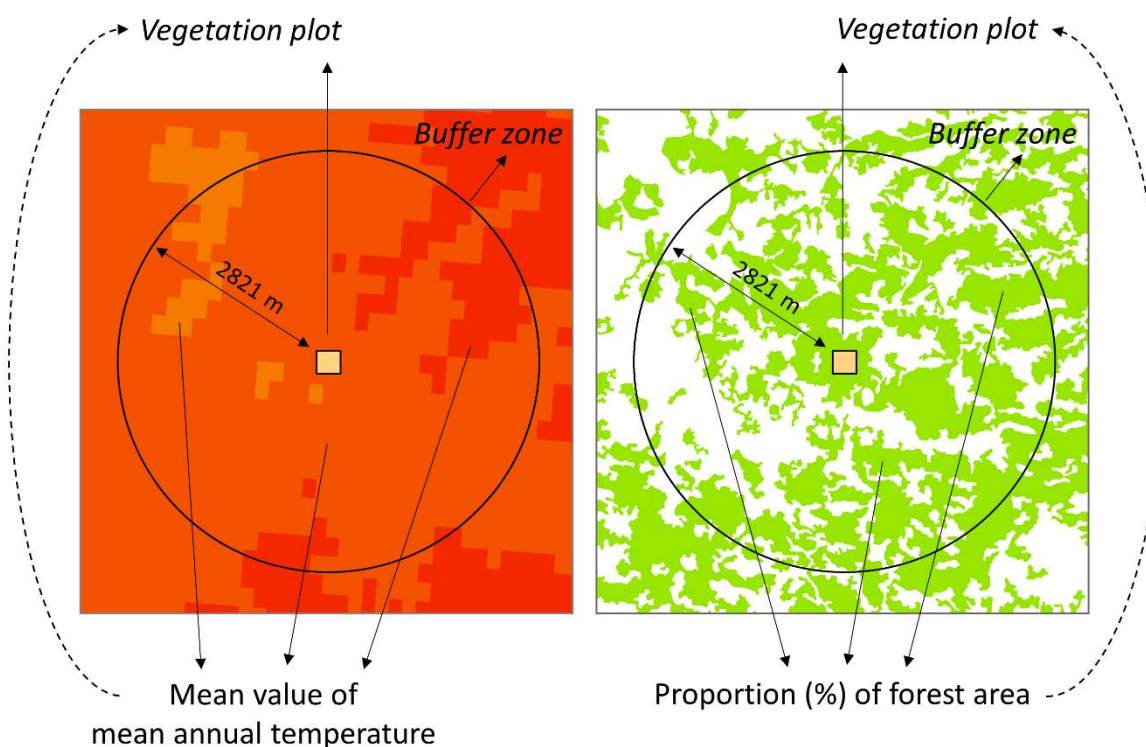 Vegetation plot
Vegetation plot
Buffer zone
Buffer zone
2821 m
2821 m
Mean value of
mean annual temperature
Proportion (%) of forest area